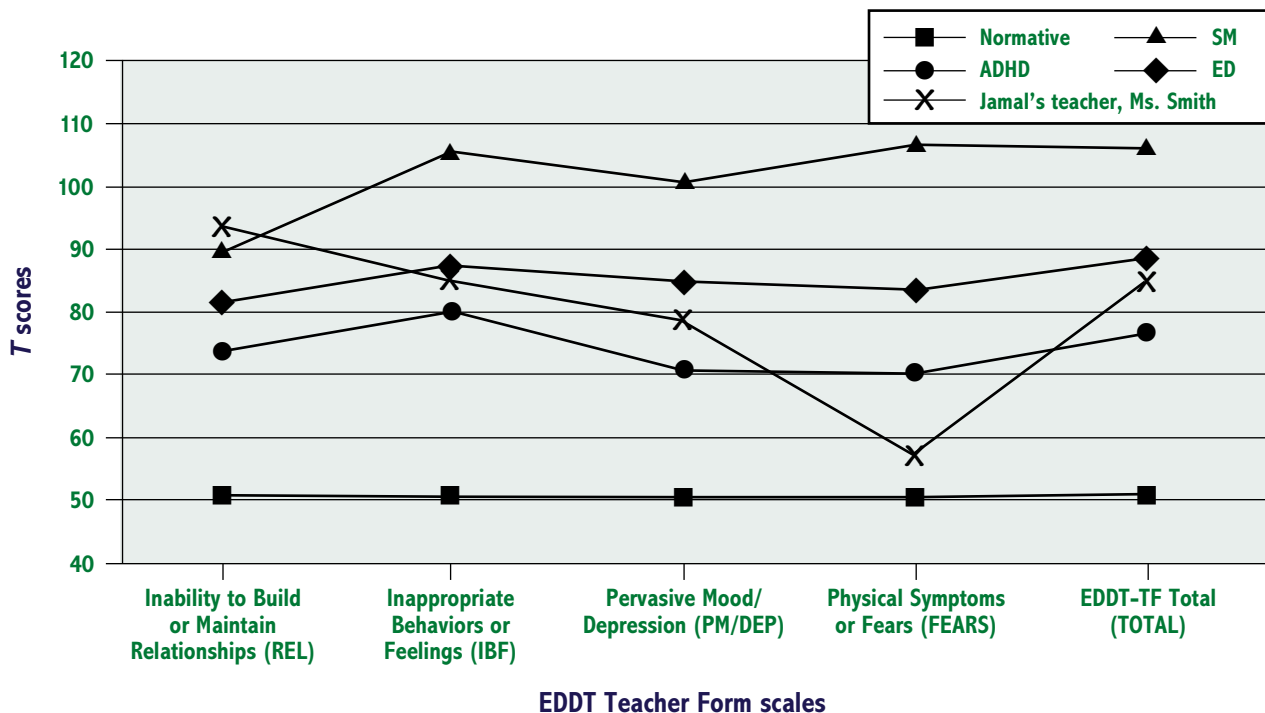 Normative
SM
ADHD
ED
Jamal's teacher, Ms. Smith
120
110
100
90
80
70
60
50
40
T scores
Inability to Build
or Maintain
Relationships (REL)
Inappropriate
Behaviors or
Feelings (IBF)
Pervasive Mood/
Depression (PM/DEP)
Physical Symptoms
or Fears (FEARS)
EDDT–TF Total
(TOTAL)
EDDT Teacher Form scales